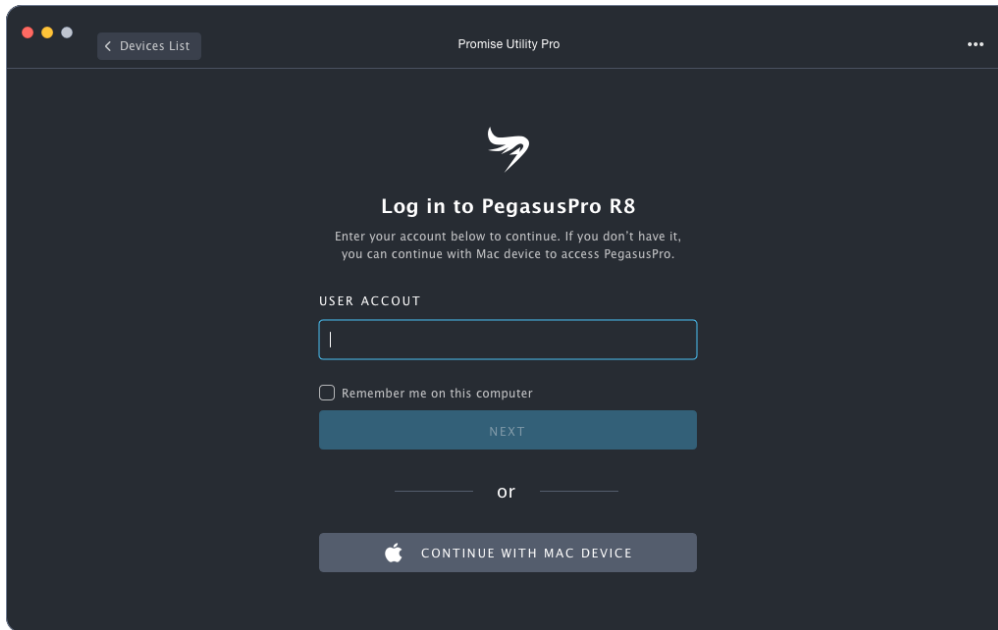 Devices List
Promise Utility Pro
Log in to PegasusPro R8
Enter your account below to continue. If you don't have it,
you can continue with Mac device to access PegasusPro.
USER ACCOUT
Remember me on this computer
NEXT
or
CONTINUE WITH MAC DEVICE